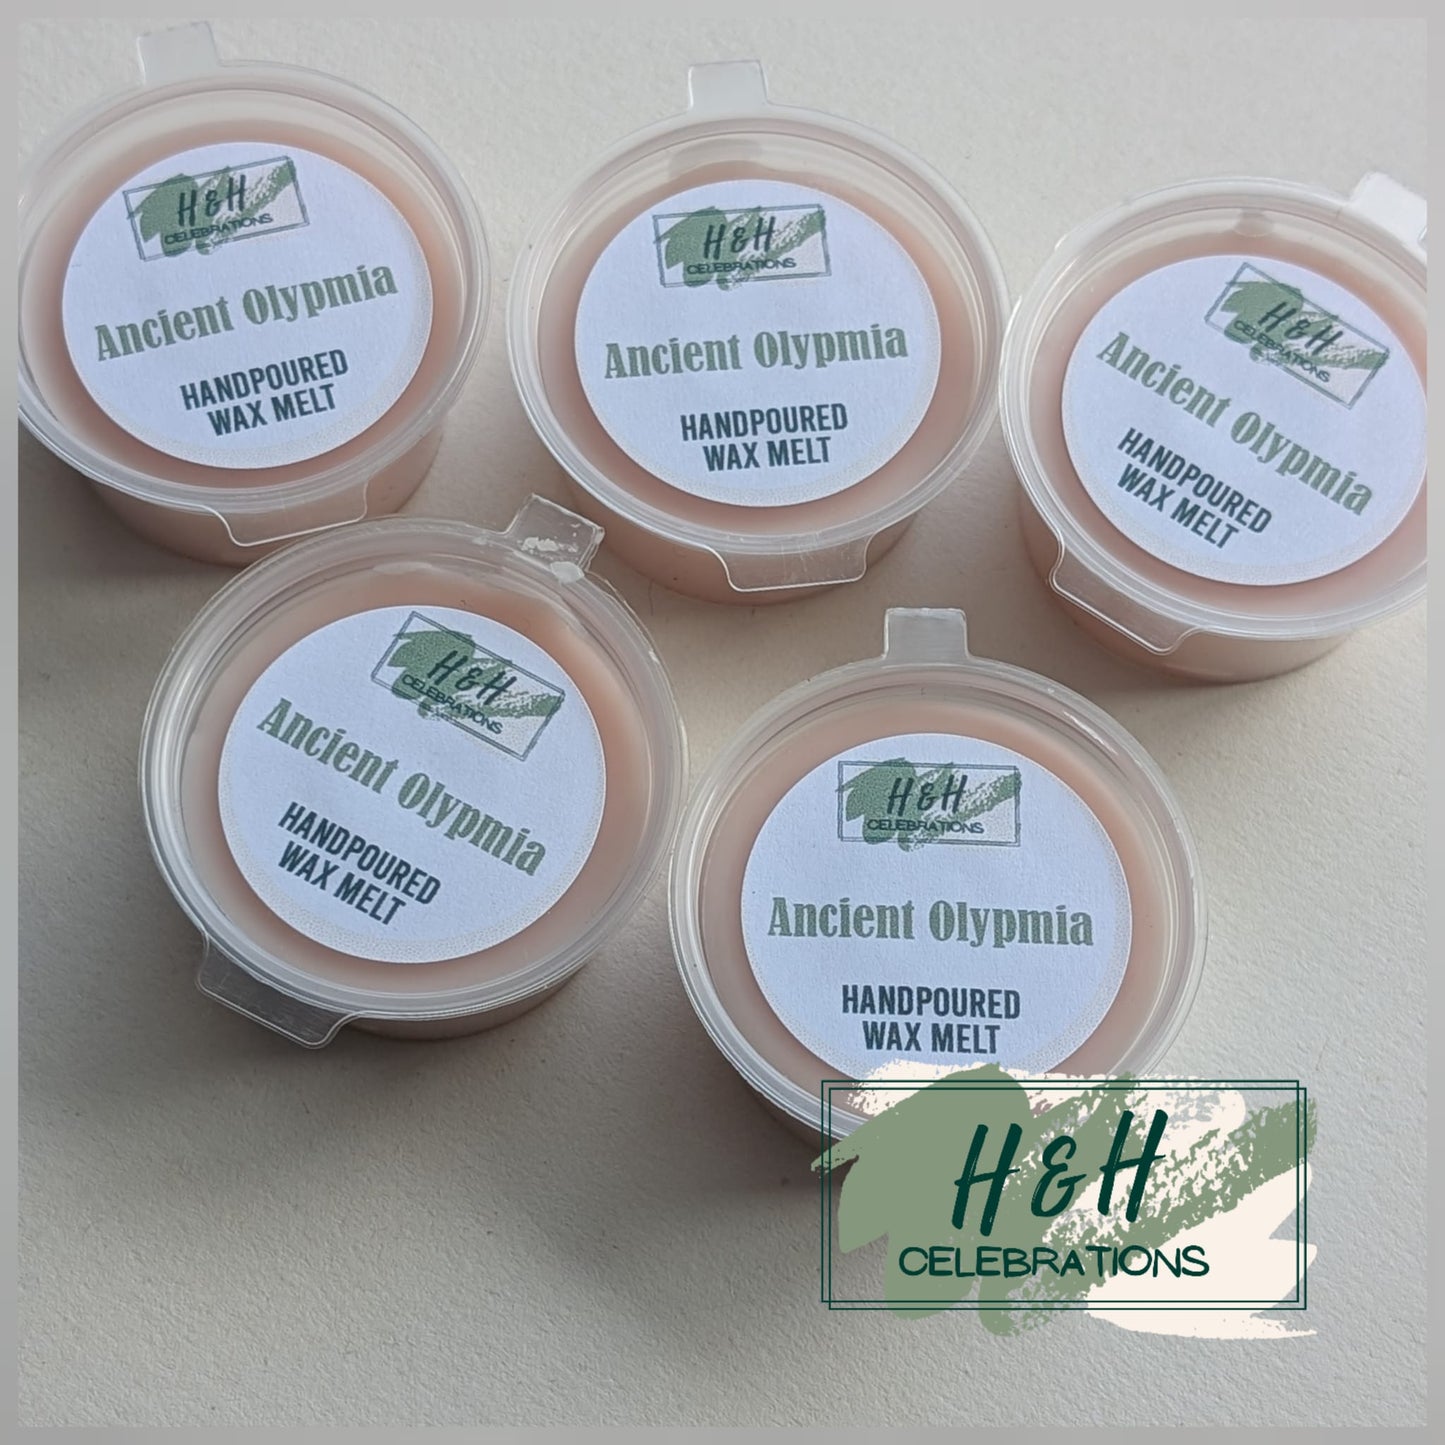 H & H
CELEBRATIONS
Ancient Olypmia
HANDPOURED
WAX MELT
H & H
CELEBRATIONS
Ancient Olypmia
HANDPOURED
WAX MELT
H & H
CELEBRATIONS
Ancient Olypmia
HANDPOURED
WAX MELT
H & H
CELEBRATIONS
Ancient Olypmia
HANDPOURED
WAX MELT
H & H
CELEBRATIONS
Ancient Olypmia
HANDPOURED
WAX MELT
H & H
CELEBRATIONS